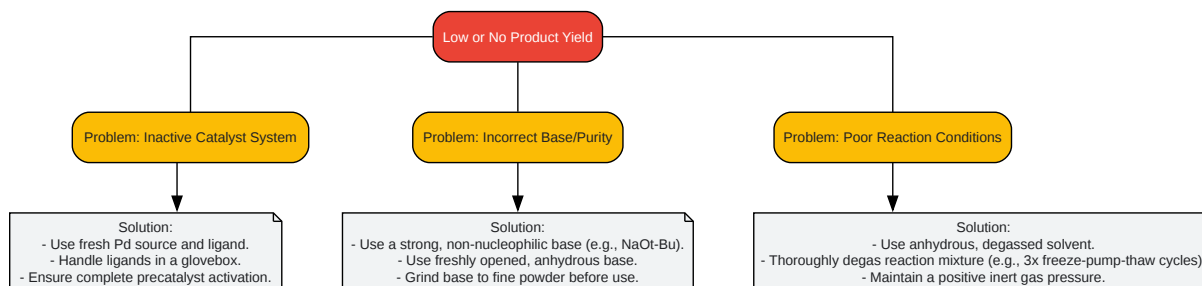 Low or No Product Yield
Problem: Inactive Catalyst System
Problem: Incorrect Base/Purity
Problem: Poor Reaction Conditions
Solution:
- Use fresh Pd source and ligand.
- Handle ligands in a glovebox.
- Ensure complete precatalyst activation.
Solution:
- Use a strong, non-nucleophilic base (e.g., NaOt-Bu).
- Use freshly opened, anhydrous base.
- Grind base to fine powder before use.
Solution:
- Use anhydrous, degassed solvent.
- Thoroughly degas reaction mixture (e.g., 3x freeze-pump-thaw cycles)
- Maintain a positive inert gas pressure.